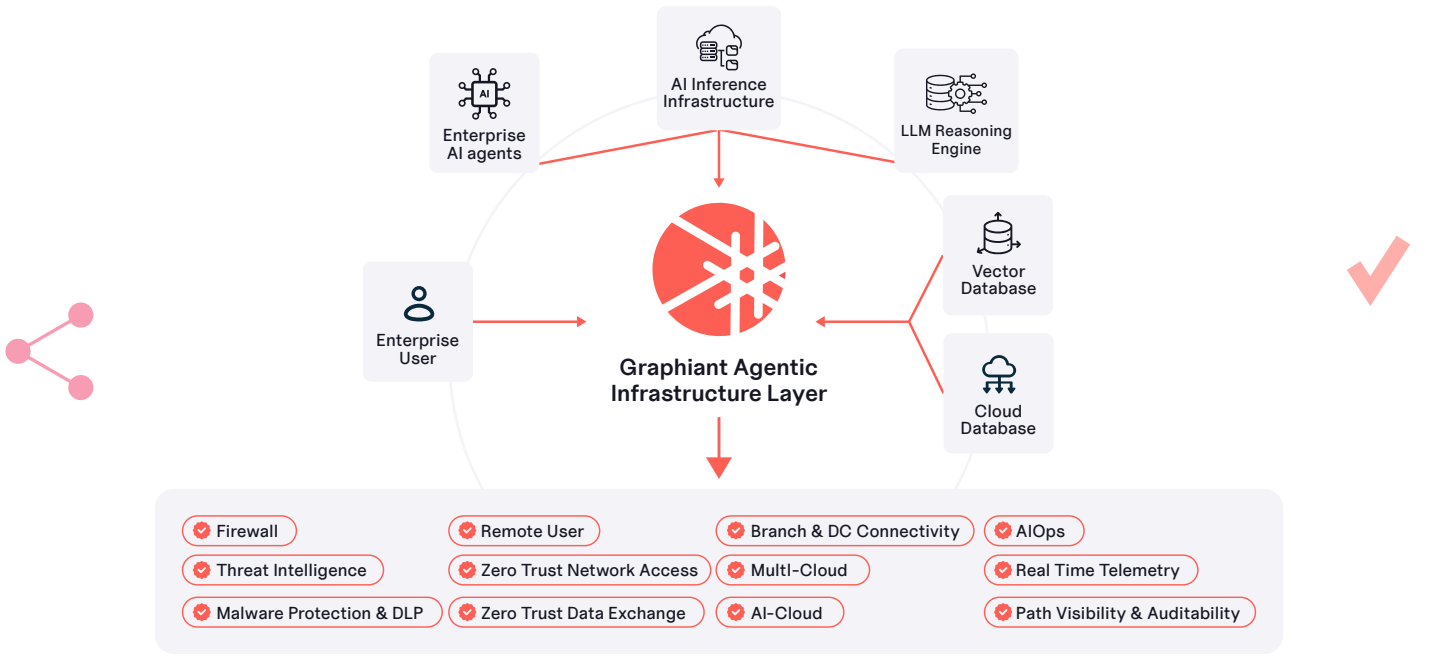 AI Inference
Infrastructure
AI
Enterprise
AI agents
LLM Reasoning
Engine
Vector
Database
Enterprise
User
Graphiant Agentic
Infrastructure Layer
Cloud
Database
Firewall
Remote User
Branch & DC Connectivity
AIOps
Threat Intelligence
Zero Trust Network Access
MultI-Cloud
Real Time Telemetry
Malware Protection & DLP
Zero Trust Data Exchange
AI-Cloud
Path Visibility & Auditability